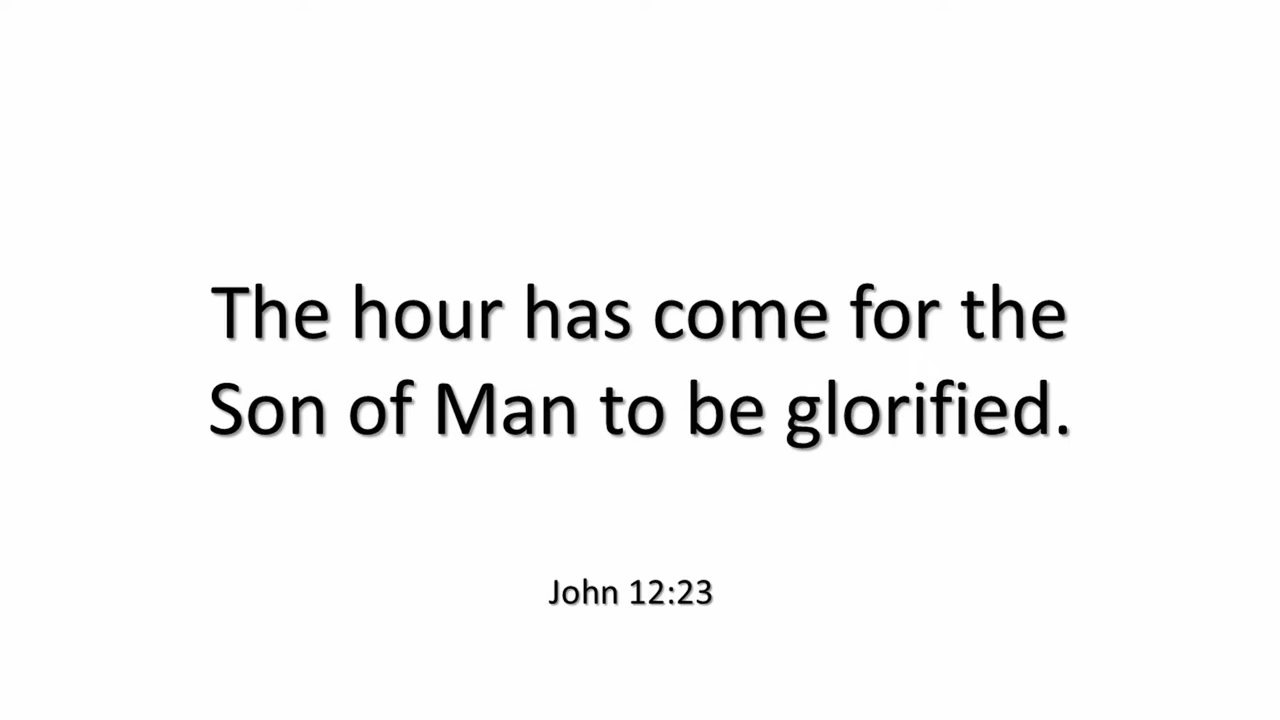 The hour has come for the
Son of Man to be glorified.
John 12:23